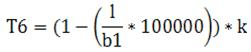 T6 = (1 − (1/b1 * 100000)) * k